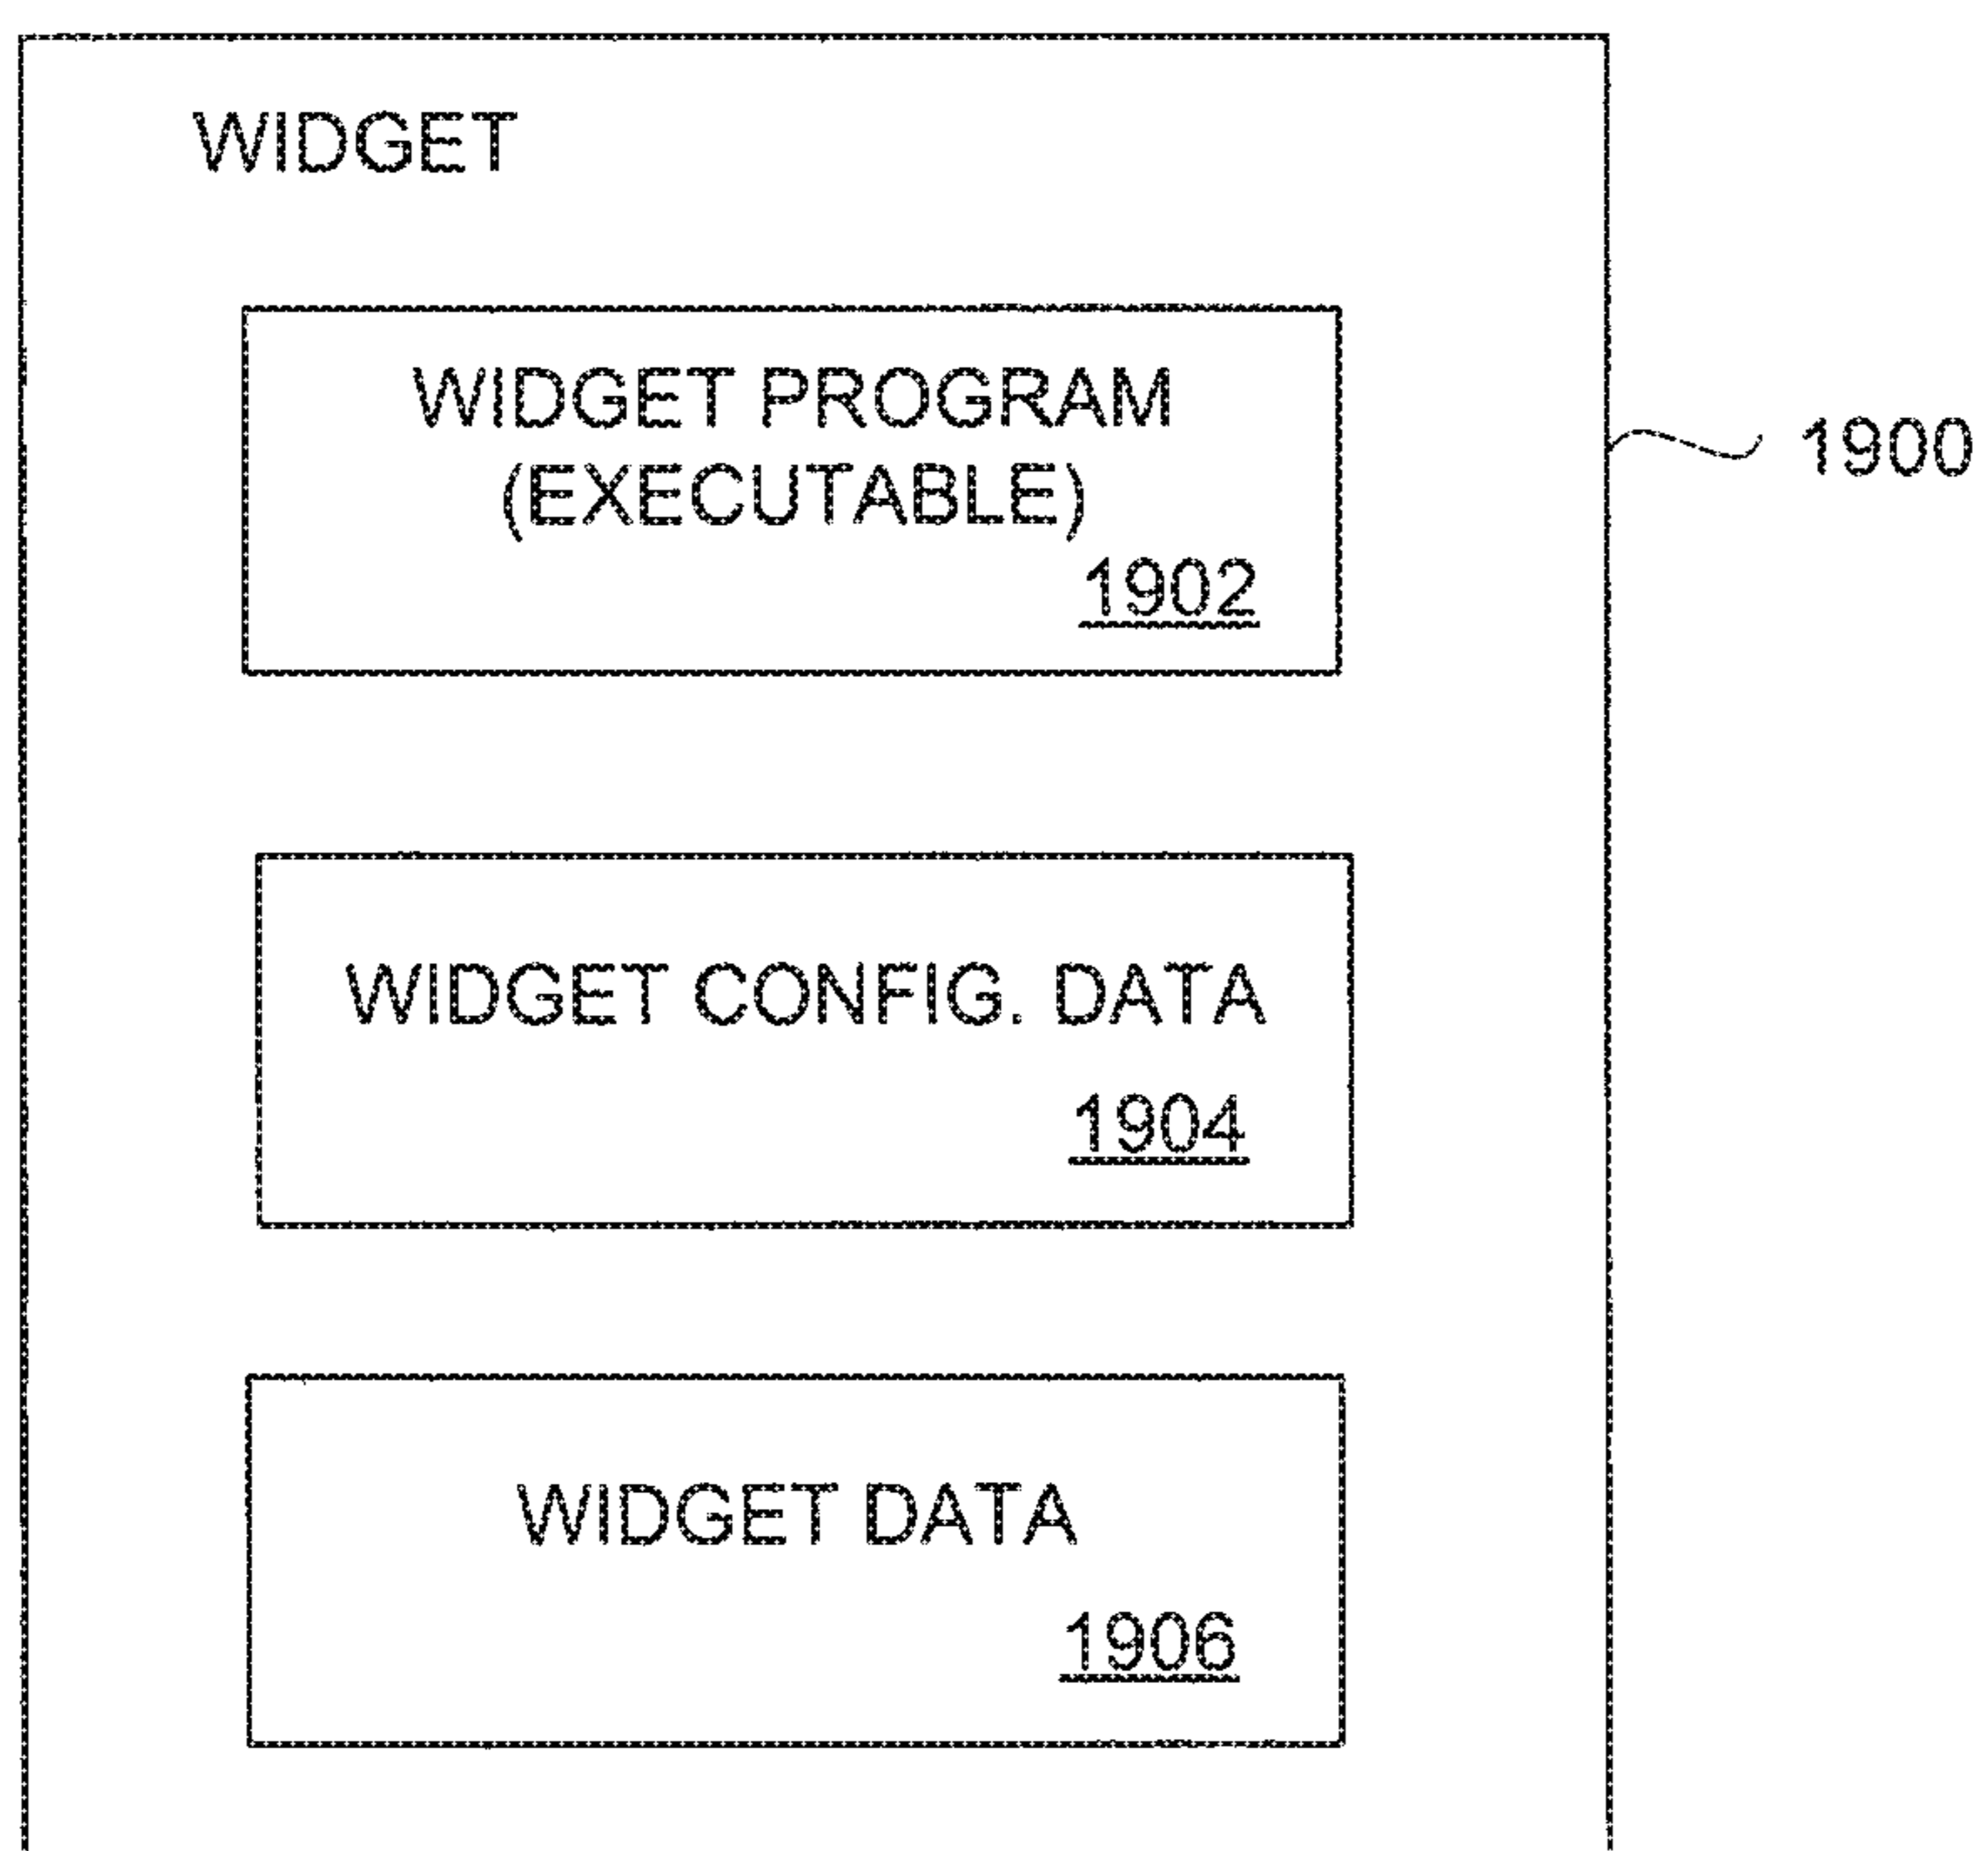 WIDGET
WIDGET PROGRAM
(EXECUTABLE)
1902
1900
WIDGET CONFIG. DATA
1904
WIDGET DATA
1906